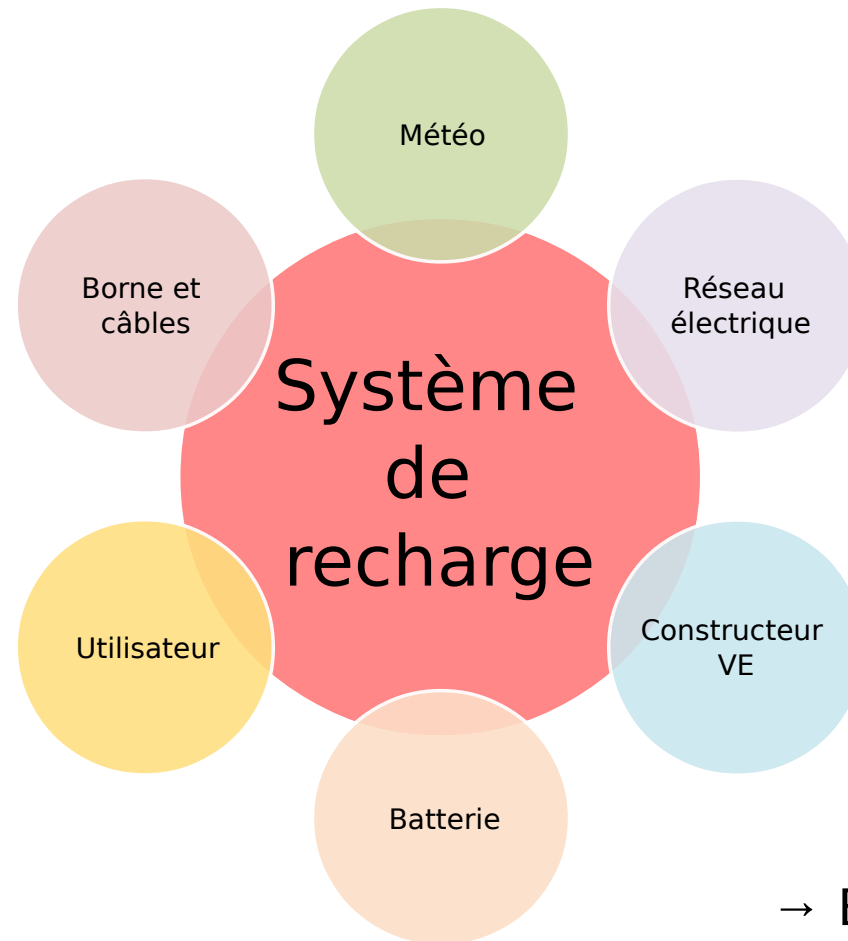 Météo
Borne et
câbles
Réseau
électrique
Système
de
recharge
Utilisateur
Constructeur
VE
Batterie
→